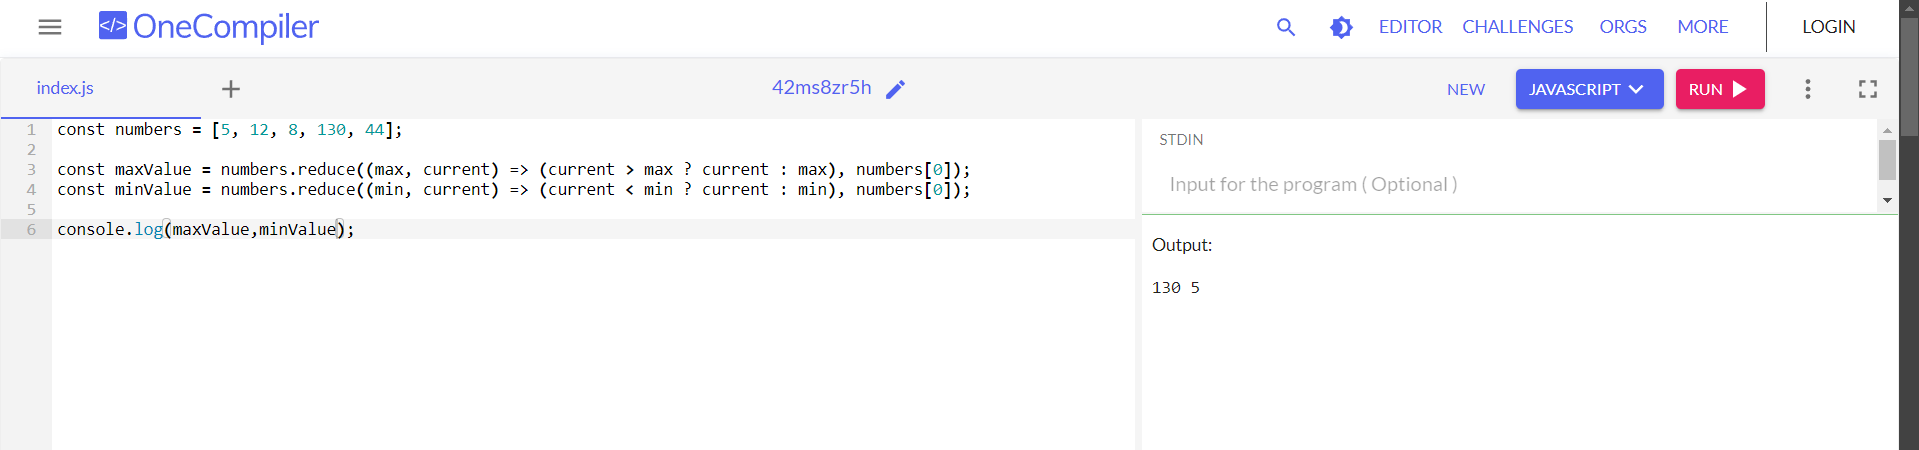 </> OneCompiler
EDITOR CHALLENGES ORGS MORE LOGIN
index.js + 42ms8zr5h NEW JAVASCRIPT RUN
1 const numbers = [5, 12, 8, 130, 44];
2
3 const maxValue = numbers.reduce((max, current) => (current > max ? current : max), numbers[0]);
4 const minValue = numbers.reduce((min, current) => (current < min ? current : min), numbers[0]);
5
6 console.log(maxValue,minValue);
STDIN
Input for the program ( Optional )
Output:
130 5